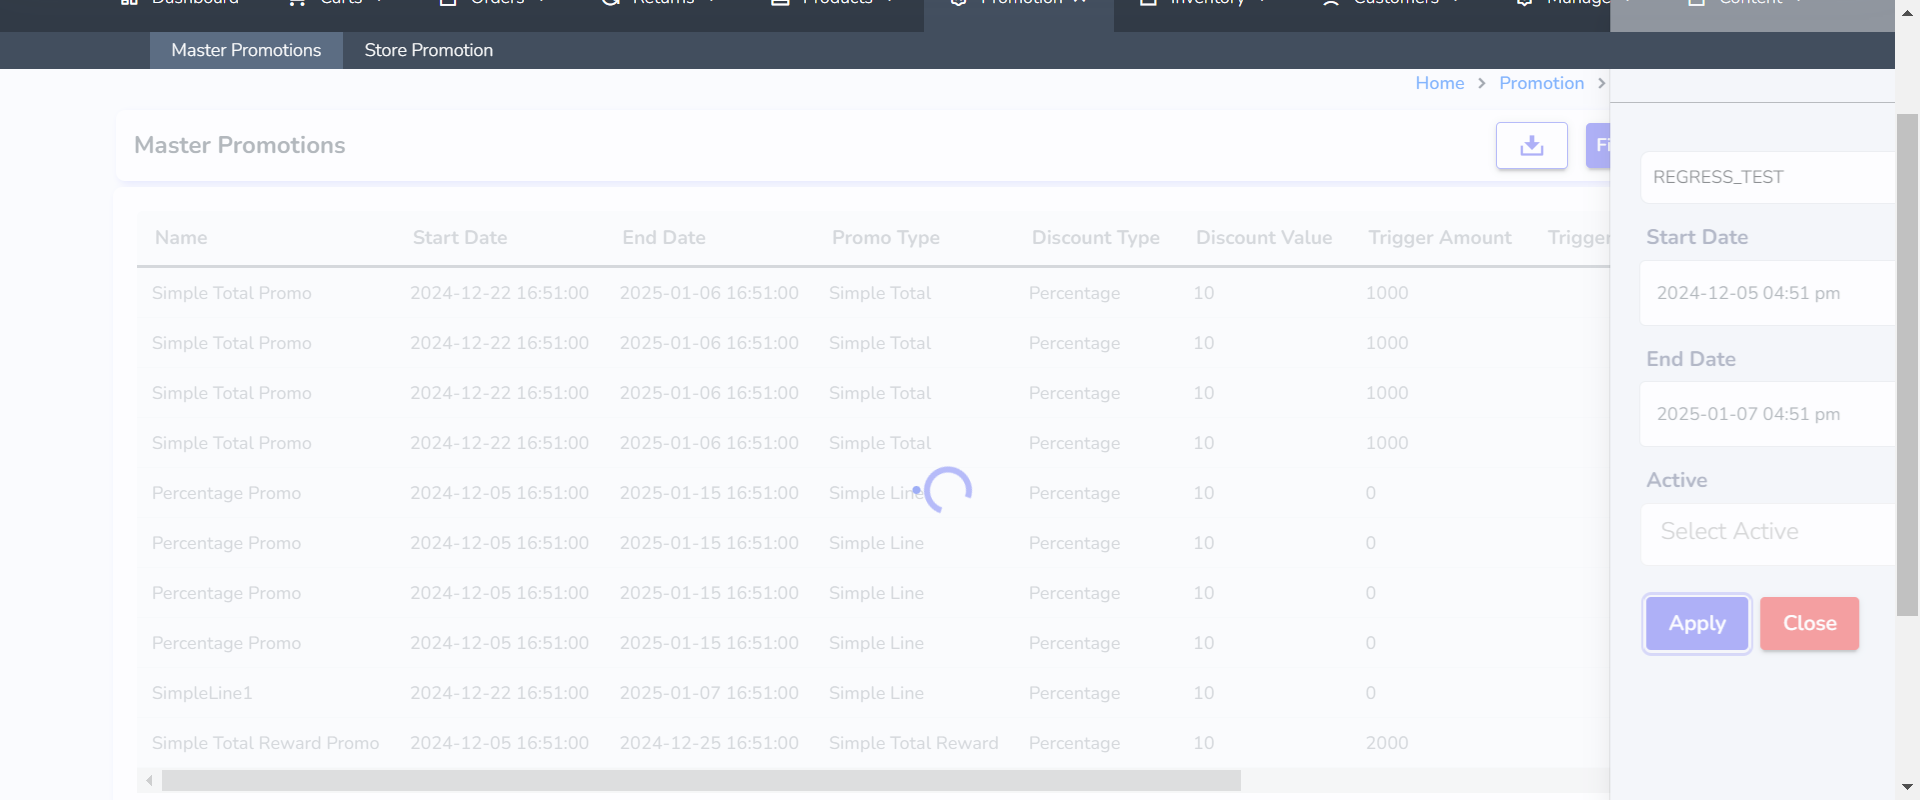 Dashboard Carts Orders Returns Products Promotion Inventory Customers Manage Content
Master Promotions Store Promotion
Home Promotion
Master Promotions
REGRESS_TEST
Name Start Date End Date Promo Type Discount Type Discount Value Trigger Amount Trigger
Start Date
Simple Total Promo 2024-12-22 16:51:00 2025-01-06 16:51:00 Simple Total Percentage 10 1000
2024-12-05 04:51 pm
Simple Total Promo 2024-12-22 16:51:00 2025-01-06 16:51:00 Simple Total Percentage 10 1000
End Date
Simple Total Promo 2024-12-22 16:51:00 2025-01-06 16:51:00 Simple Total Percentage 10 1000
2025-01-07 04:51 pm
Simple Total Promo 2024-12-22 16:51:00 2025-01-06 16:51:00 Simple Total Percentage 10 1000
Active
Percentage Promo 2024-12-05 16:51:00 2025-01-15 16:51:00 Simple Line Percentage 10 0
Select Active
Percentage Promo 2024-12-05 16:51:00 2025-01-15 16:51:00 Simple Line Percentage 10 0
Percentage Promo 2024-12-05 16:51:00 2025-01-15 16:51:00 Simple Line Percentage 10 0
Apply Close
Percentage Promo 2024-12-05 16:51:00 2025-01-15 16:51:00 Simple Line Percentage 10 0
SimpleLine1 2024-12-22 16:51:00 2025-01-07 16:51:00 Simple Line Percentage 10 0
Simple Total Reward Promo 2024-12-05 16:51:00 2024-12-25 16:51:00 Simple Total Reward Percentage 10 2000